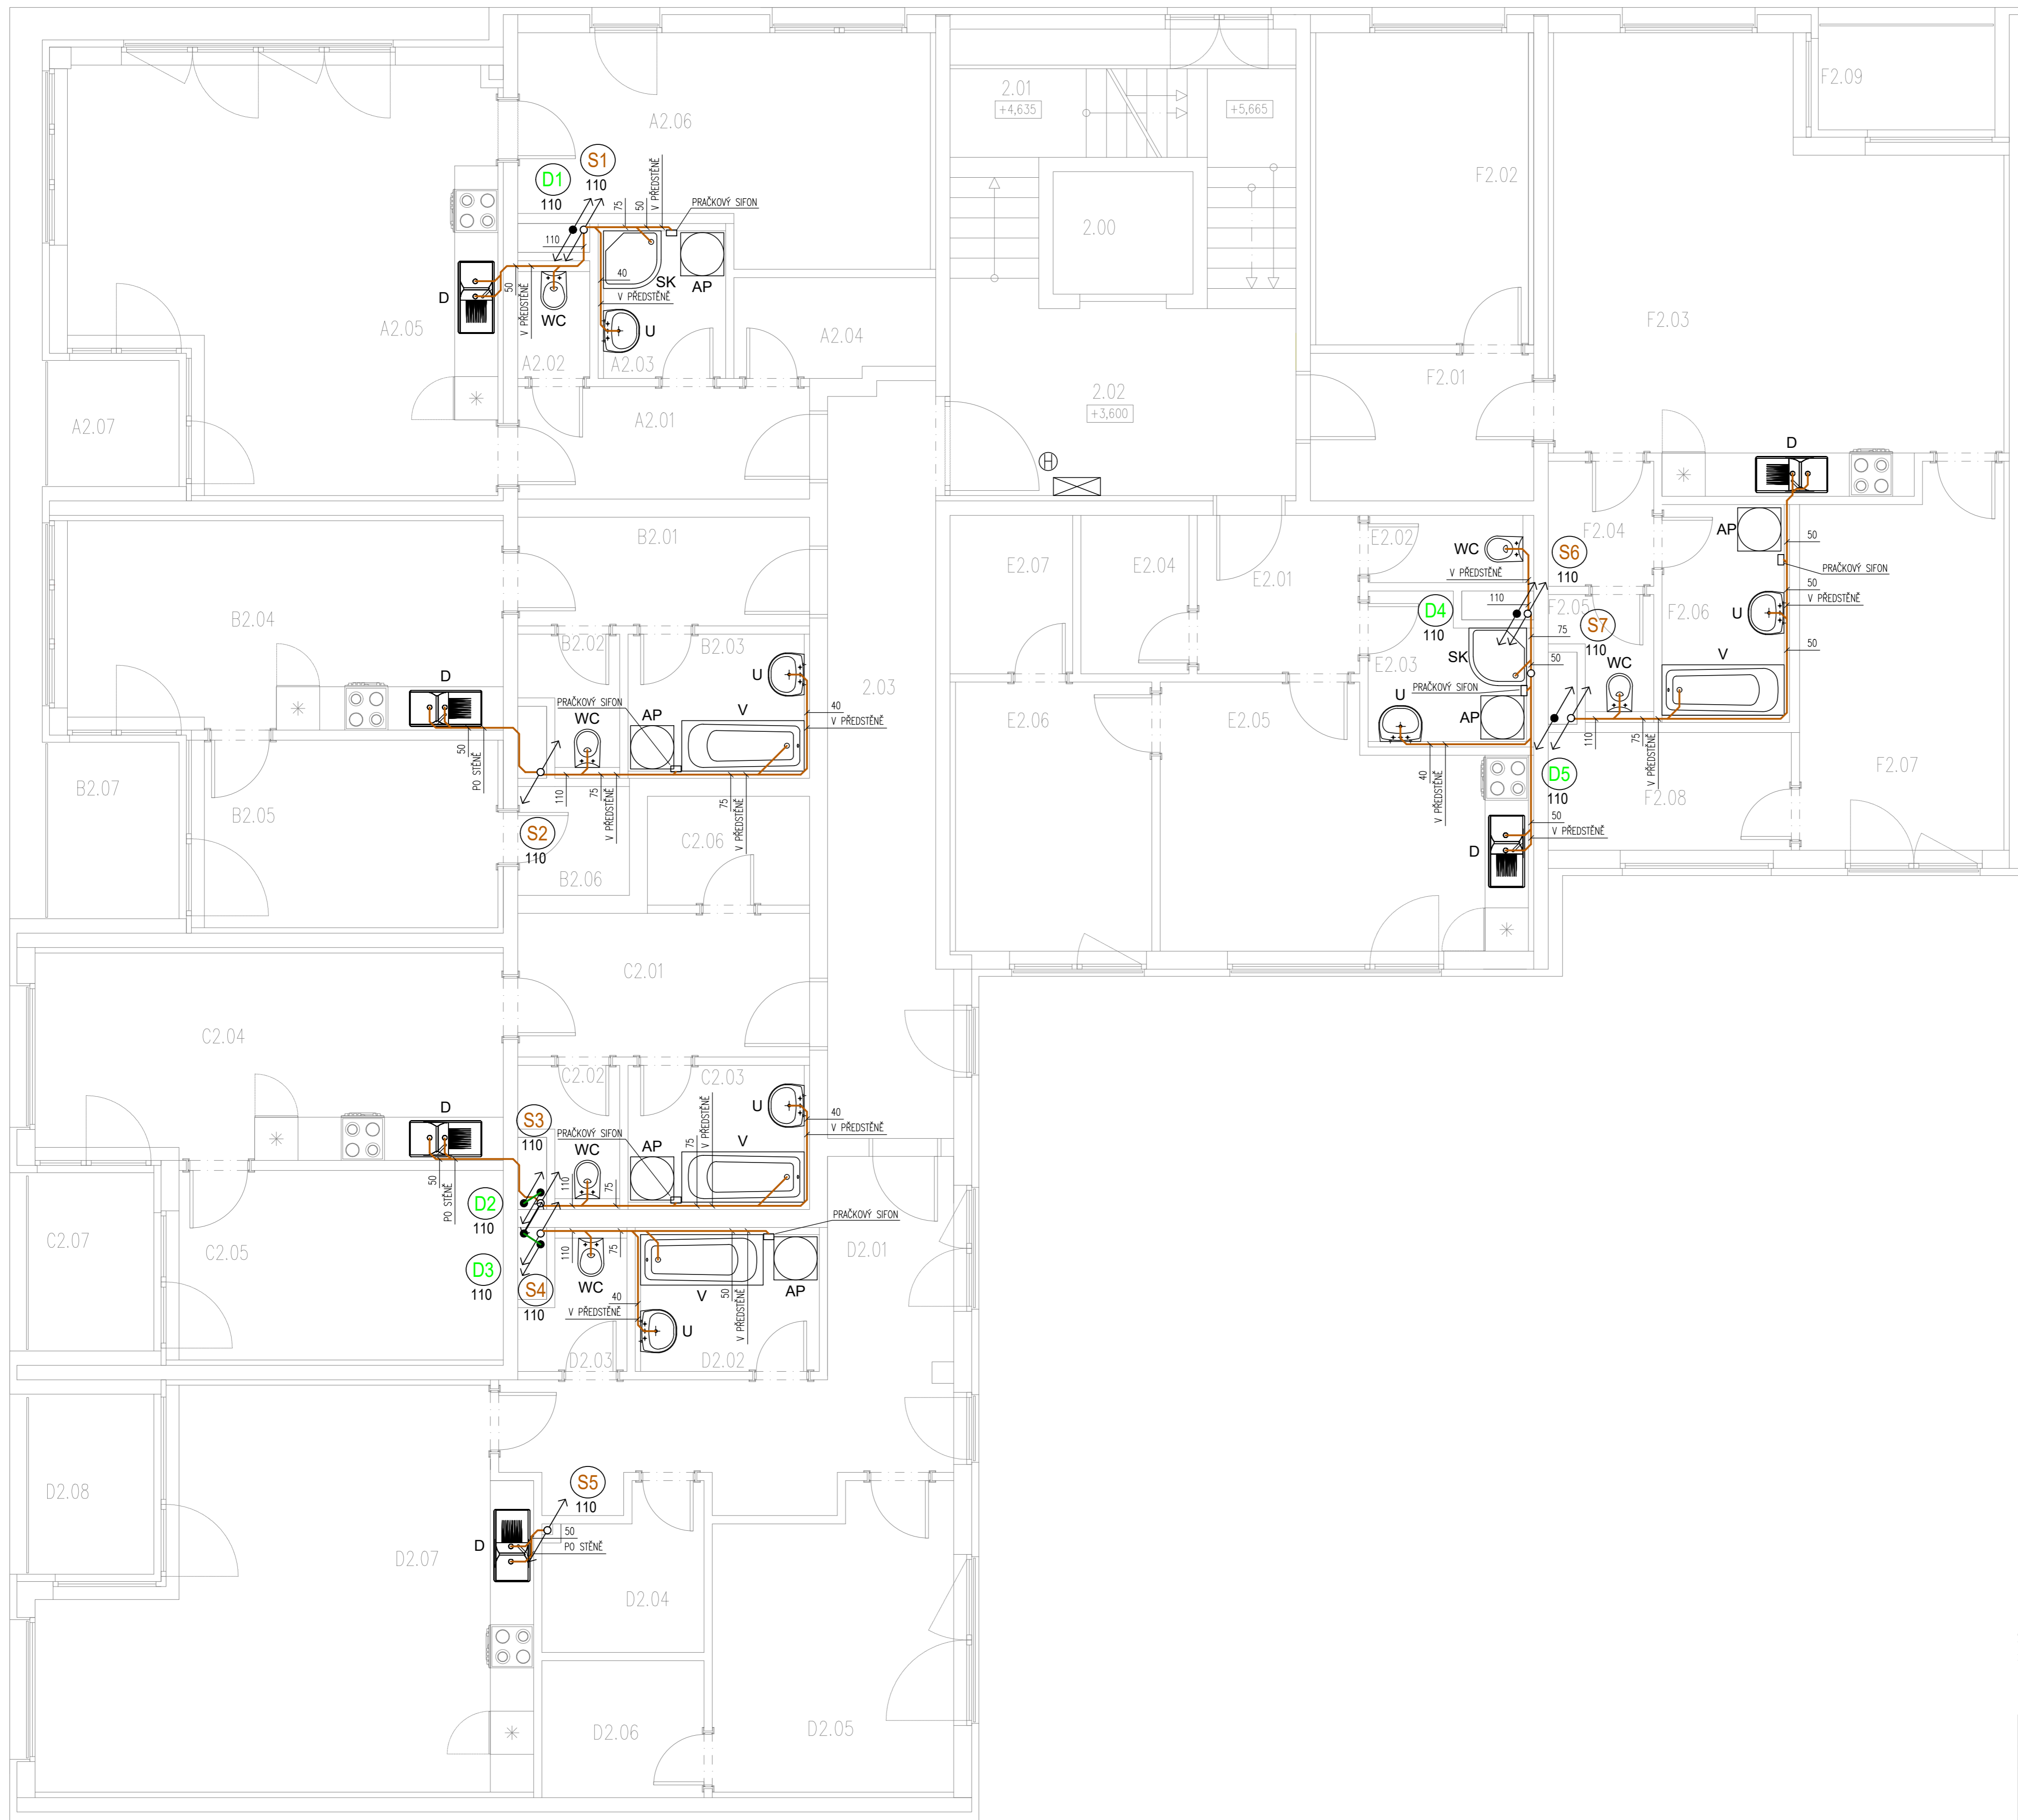 A2.06
2.01
+4,635
+5,665
F2.09
S1
110
D1
110
75
50
V PŘEDSTĚNĚ
PRAČKOVÝ SIFON
F2.02
2.00
110
40
V PŘEDSTĚNĚ
SK
AP
D
50
V PŘEDSTĚNĚ
WC
U
A2.05
A2.02
A2.03
A2.04
F2.03
F2.01
2.02
+3,600
A2.07
A2.01
H
D
B2.01
E2.07
E2.04
E2.01
E2.02
WC
V PŘEDSTĚNĚ
S6
110
F2.04
AP
50
PRAČKOVÝ SIFON
50
V PŘEDSTĚNĚ
U
F2.06
50
B2.04
B2.02
B2.03
D4
110
110
F2.05
S7
110
75
SK
50
E2.03
PRAČKOVÝ SIFON
WC
V
U
AP
D
U
PRAČKOVÝ SIFON
WC
AP
V
40
V PŘEDSTĚNĚ
2.03
E2.06
E2.05
50
PO STĚNĚ
110
75
V PŘEDSTĚNĚ
75
V PŘEDSTĚNĚ
40
V PŘEDSTĚNĚ
110
75
V PŘEDSTĚNĚ
D5
110
F2.07
F2.08
B2.07
B2.05
S2
110
B2.06
C2.06
50
V PŘEDSTĚNĚ
D
C2.01
C2.04
C2.02
C2.03
D
S3
110
PRAČKOVÝ SIFON
WC
AP
U
V
75
V PŘEDSTĚNĚ
40
V PŘEDSTĚNĚ
50
PO STĚNĚ
110
75
D2
110
PRAČKOVÝ SIFON
C2.07
C2.05
D3
110
S4
110
110
75
WC
V
50
V PŘEDSTĚNĚ
AP
40
V PŘEDSTĚNĚ
U
D2.01
D2.03
D2.02
S5
110
D2.08
D
50
PO STĚNĚ
D2.07
D2.04
D2.06
D2.05